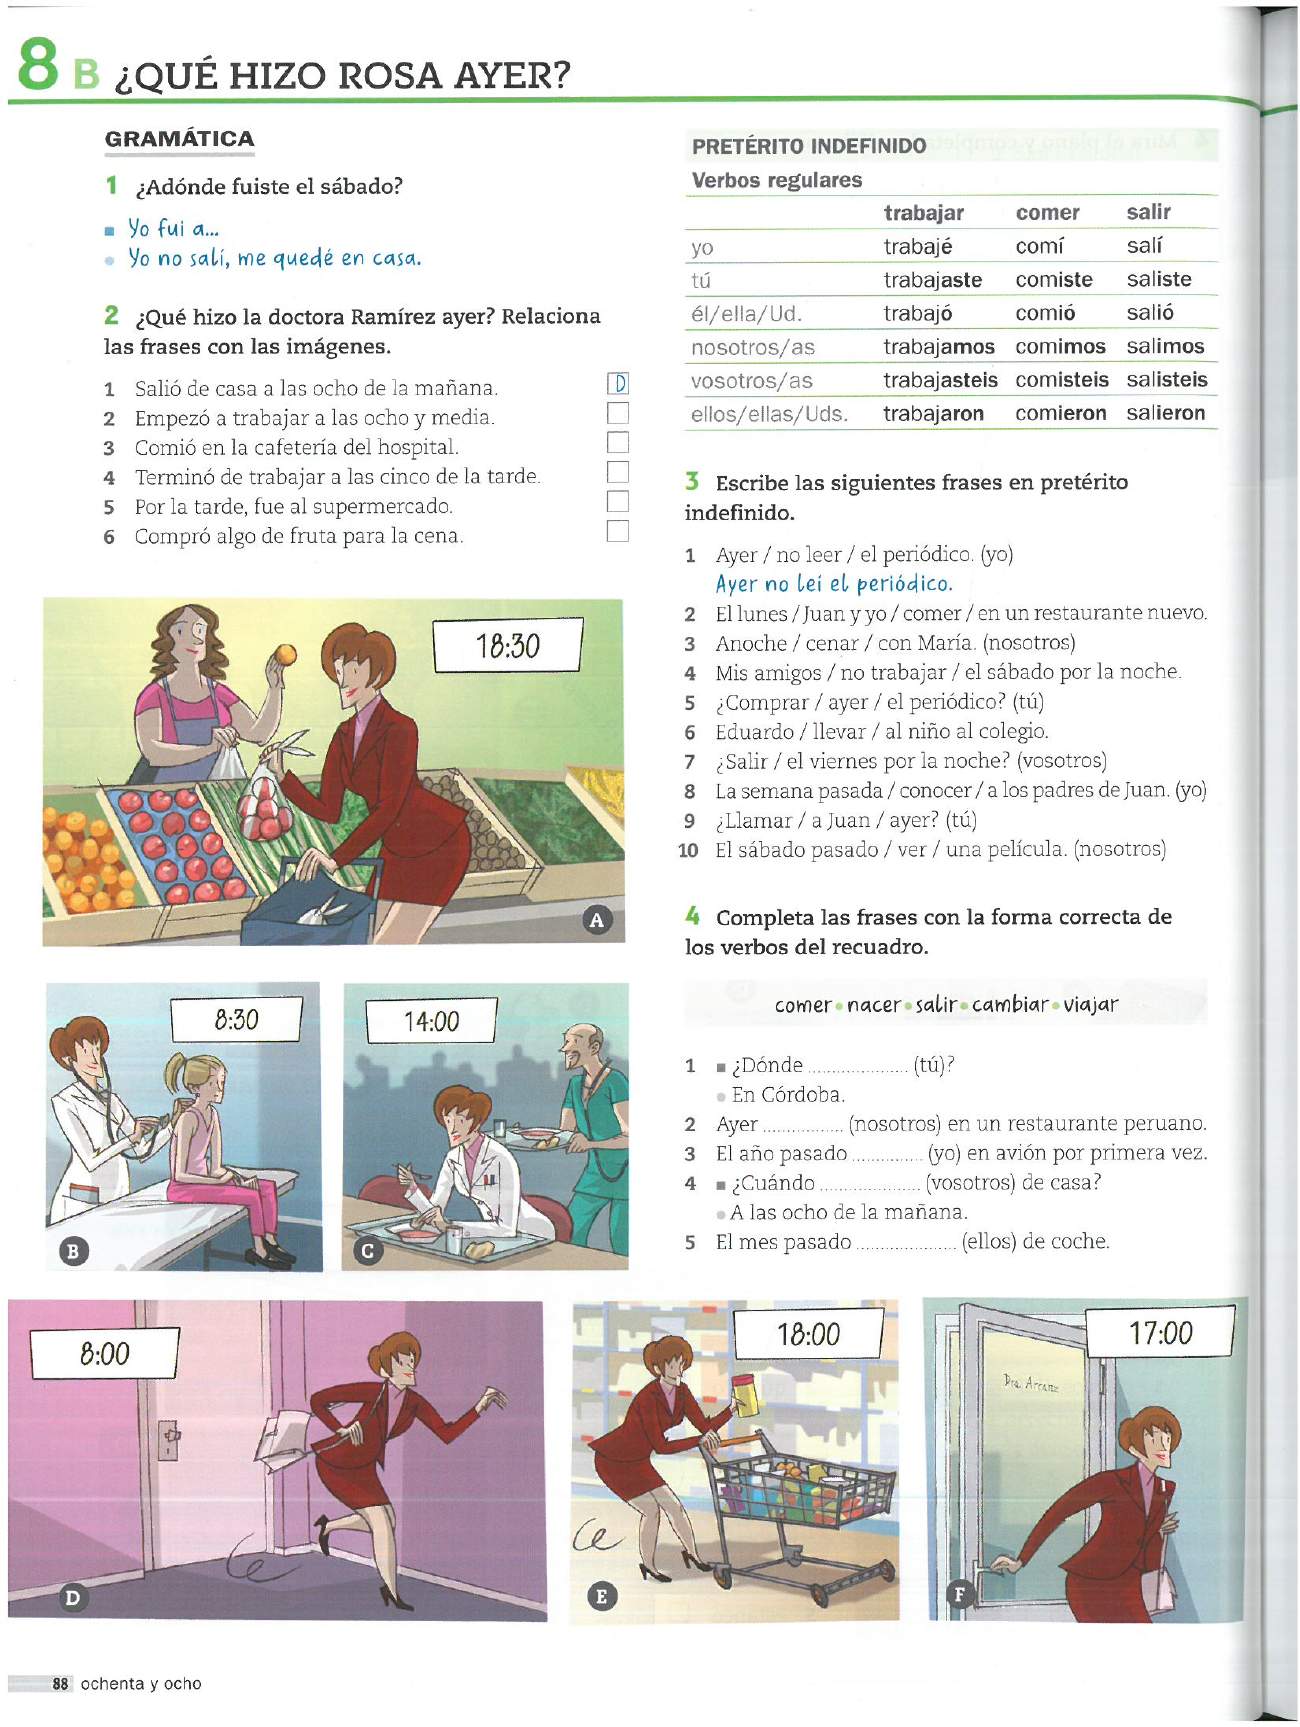 8 B ¿QUÉ HIZO ROSA AYER?
GRAMÁTICA
1 ¿Adónde fuiste el sábado?
Yo fui a...
Yo no salí, me quedé en casa.
2 ¿Qué hizo la doctora Ramírez ayer? Relaciona
las frases con las imágenes.
1 Salió de casa a las ocho de la mañana. D
2 Empezó a trabajar a las ocho y media.
3 Comió en la cafetería del hospital.
4 Terminó de trabajar a las cinco de la tarde.
5 Por la tarde, fue al supermercado.
6 Compró algo de fruta para la cena.
18:30
A
8:30
B
14:00
C
PRETÉRITO INDEFINIDO
Verbos regulares
trabajar comer salir
yo trabajé comí salí
tú trabajaste comiste saliste
él/ella/Ud. trabajó comió salió
nosotros/as trabajamos comimos salimos
vosotros/as trabajasteis comisteis salisteis
ellos/ellas/Uds. trabajaron comieron salieron
3 Escribe las siguientes frases en pretérito
indefinido.
1 Ayer / no leer / el periódico. (yo)
Ayer no leí el periódico.
2 El lunes / Juan y yo / comer / en un restaurante nuevo.
3 Anoche / cenar / con María. (nosotros)
4 Mis amigos / no trabajar / el sábado por la noche.
5 ¿Comprar / ayer / el periódico? (tú)
6 Eduardo / llevar / al niño al colegio.
7 ¿Salir / el viernes por la noche? (vosotros)
8 La semana pasada / conocer / a los padres de Juan. (yo)
9 ¿Llamar / a Juan / ayer? (tú)
10 El sábado pasado / ver / una película. (nosotros)
4 Completa las frases con la forma correcta de
los verbos del recuadro.
comer • nacer • salir • cambiar • viajar
1 ¿Dónde .................... (tú)?
En Córdoba.
2 Ayer ................ (nosotros) en un restaurante peruano.
3 El año pasado .............. (yo) en avión por primera vez.
4 ¿Cuándo .................... (vosotros) de casa?
A las ocho de la mañana.
5 El mes pasado .................... (ellos) de coche.
8:00
D
18:00
E
17:00
Dra. Arranz
F
88 ochenta y ocho